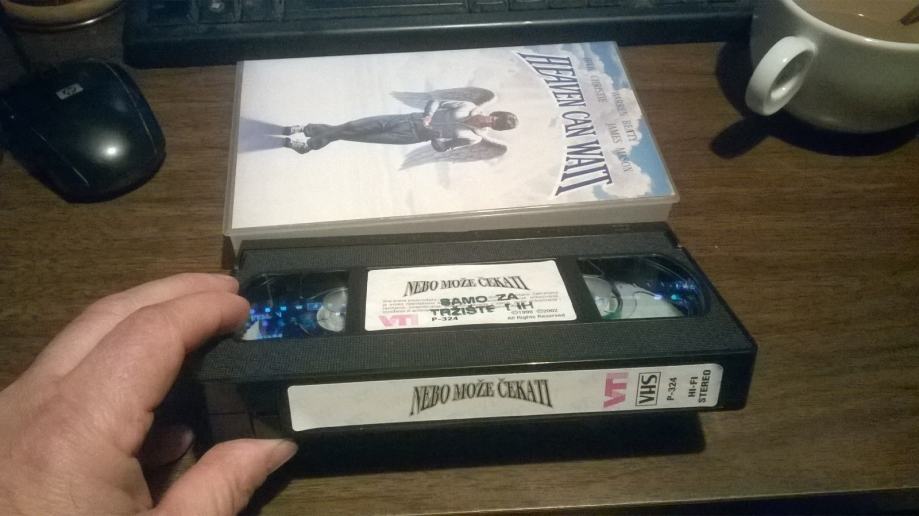 HEAVEN CAN WAIT
CHRISTIE
WARREN BEATTY
JAMES MASON
NEBO MOŽE ČEKATI
SAMO ZA
TRŽIŠTE
VTI
P-324
All Rights Reserved
NEBO MOŽE ČEKATI
VTI
VHS
P-324
HI-FI
STEREO
hp